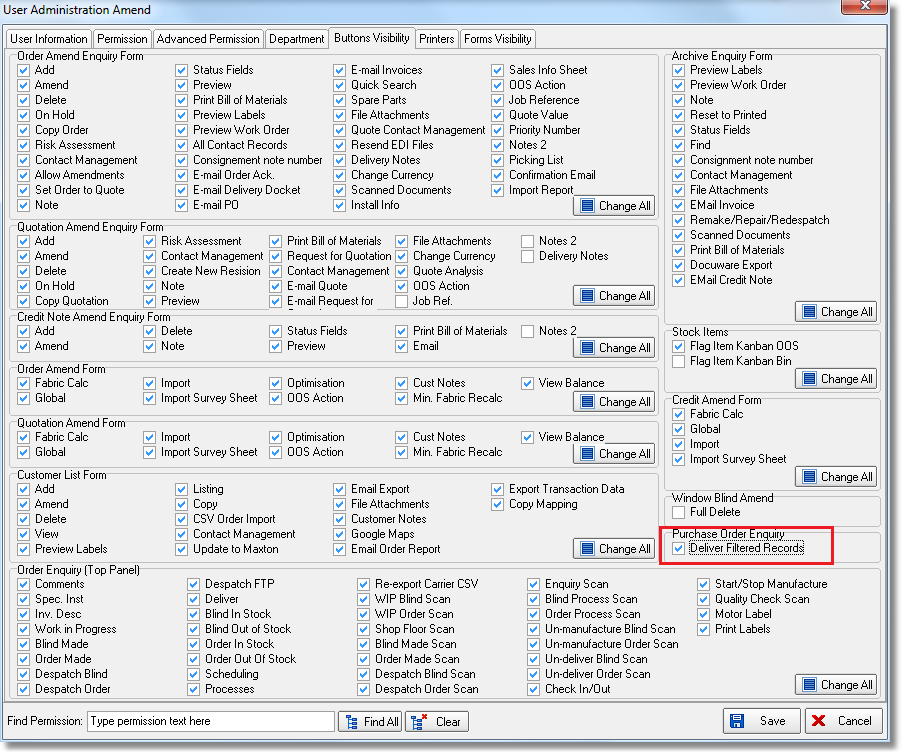 User Administration Amend
User Information Permission Advanced Permission Department Buttons Visibility Printers Forms Visibility
Order Amend Enquiry Form
Add Status Fields E-mail Invoices Sales Info Sheet
Amend Preview Quick Search OOS Action
Delete Print Bill of Materials Spare Parts Job Reference
On Hold Preview Labels File Attachments Quote Value
Copy Order Preview Work Order Quote Contact Management Priority Number
Risk Assessment All Contact Records Resend EDI Files Notes 2
Contact Management Consignement note number Delivery Notes Picking List
Allow Amendments E-mail Order Ack. Change Currency Confirmation Email
Set Order to Quote E-mail Delivery Docket Scanned Documents Import Report
Note E-mail PO Install Info
Change All
Quotation Amend Enquiry Form
Add Risk Assessment Print Bill of Materials File Attachments Notes 2
Amend Contact Management Request for Quotation Change Currency Delivery Notes
Delete Create New Resision Contact Management Quote Analysis
On Hold Note E-mail Quote OOS Action
Copy Quotation Preview E-mail Request for Job Ref.
Change All
Credit Note Amend Enquiry Form
Add Delete Status Fields Print Bill of Materials Notes 2
Amend Note Preview Email
Change All
Order Amend Form
Fabric Calc Import Optimisation Cust Notes View Balance
Global Import Survey Sheet OOS Action Min. Fabric Recalc
Change All
Quotation Amend Form
Fabric Calc Import Optimisation Cust Notes View Balance
Global Import Survey Sheet OOS Action Min. Fabric Recalc
Change All
Customer List Form
Add Listing Email Export Export Transaction Data
Amend Copy File Attachments Copy Mapping
Delete CSV Order Import Customer Notes
View Contact Management Google Maps
Preview Labels Update to Maxton Email Order Report
Change All
Archive Enquiry Form
Preview Labels
Preview Work Order
Note
Reset to Printed
Status Fields
Find
Consignment note number
Contact Management
File Attachments
EMail Invoice
Remake/Repair/Redespatch
Scanned Documents
Print Bill of Materials
Docuware Export
EMail Credit Note
Change All
Stock Items
Flag Item Kanban OOS
Flag Item Kanban Bin
Change All
Credit Amend Form
Fabric Calc
Global
Import
Import Survey Sheet
Change All
Window Blind Amend
Full Delete
Purchase Order Enquiry
Deliver Filtered Records
Order Enquiry (Top Panel)
Comments Despatch FTP Re-export Carrier CSV Enquiry Scan Start/Stop Manufacture
Spec. Inst Deliver WIP Blind Scan Blind Process Scan Quality Check Scan
Inv. Desc Blind In Stock WIP Order Scan Order Process Scan Motor Label
Work in Progress Blind Out of Stock Shop Floor Scan Un-manufacture Blind Scan Print Labels
Blind Made Order In Stock Blind Made Scan Un-manufacture Order Scan
Order Made Order Out Of Stock Order Made Scan Un-deliver Blind Scan
Despatch Blind Scheduling Despatch Blind Scan Un-deliver Order Scan
Despatch Order Processes Despatch Order Scan Check In/Out
Change All
Find Permission: Type permission text here Find All Clear Save Cancel